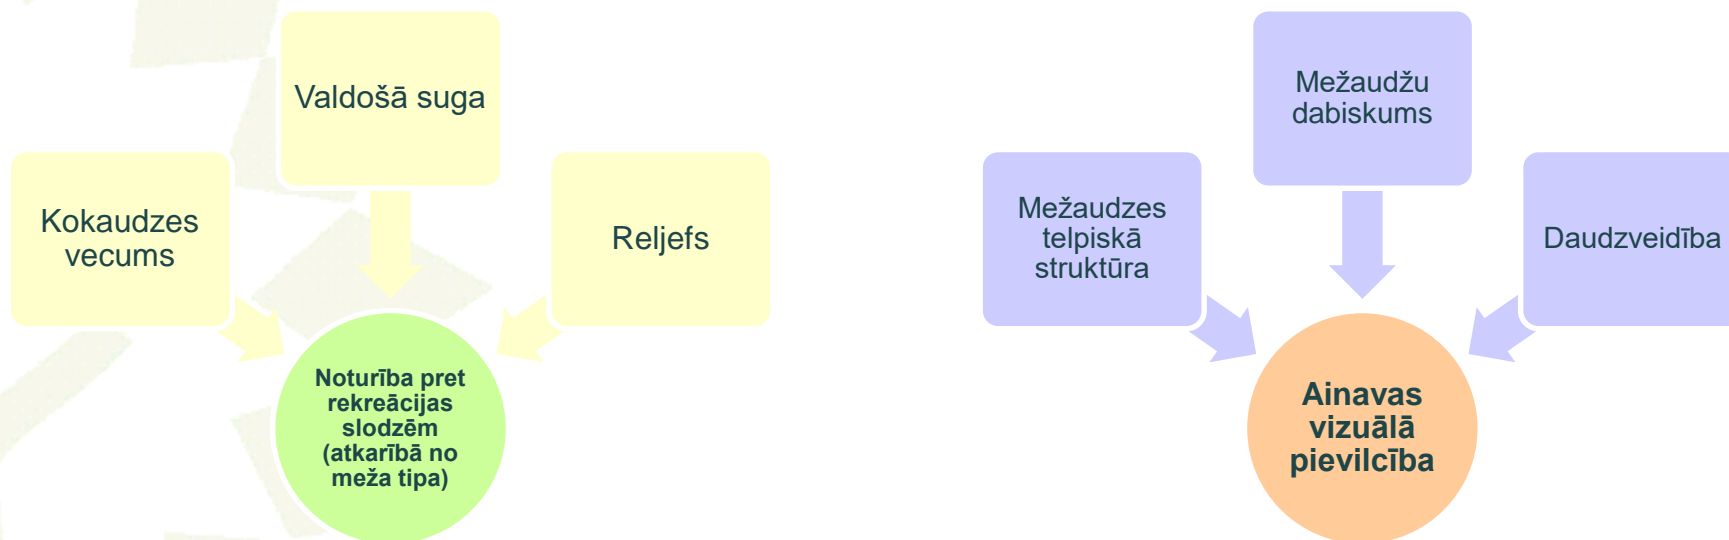 Valdošā suga
Kokaudzes
vecums
Reljefs
Noturība pret
rekreācijas
slodzēm
(atkarībā no
meža tipa)
Mežaudžu
dabiskums
Mežaudzes
telpiskā
struktūra
Daudzveidība
Ainavas
vizuālā
pievilcība